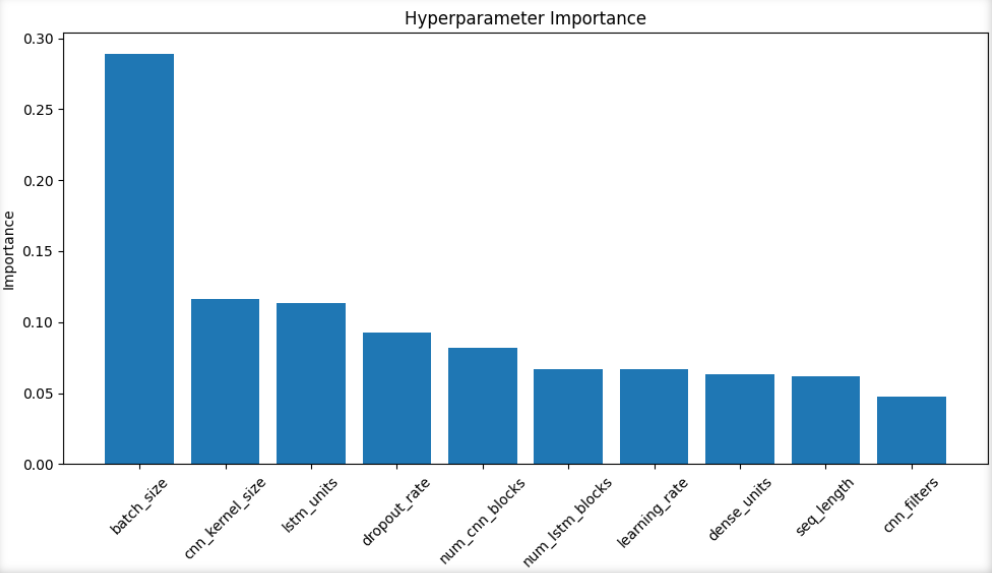 Hyperparameter Importance
0.30
0.25
0.20
0.15
0.10
0.05
0.00
Importance
batch_size
cnn_kernel_size
lstm_units
dropout_rate
num_cnn_blocks
num_lstm_blocks
learning_rate
dense_units
seq_length
cnn_filters